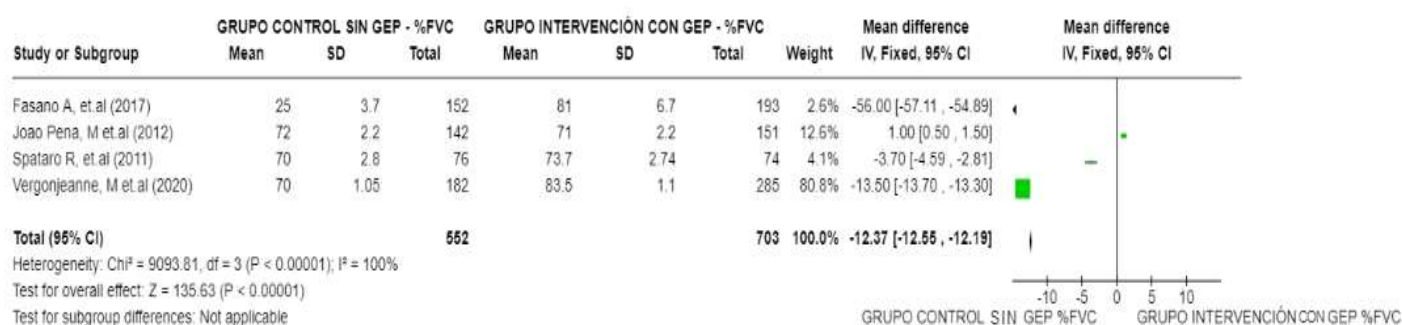 GRUPO CONTROL SIN GEP - %FVC GRUPO INTERVENCIÓN CON GEP - %FVC Mean difference Mean difference
Study or Subgroup Mean SD Total Mean SD Total Weight IV, Fixed, 95% CI IV, Fixed, 95% CI
Fasano A, et.al (2017) 25 3.7 152 81 6.7 193 2.6% -56.00 [-57.11 , -54.89]
Joao Pena, M et.al (2012) 72 2.2 142 71 2.2 151 12.6% 1.00 [0.50 , 1.50]
Spataro R, et.al (2011) 70 2.8 76 73.7 2.74 74 4.1% -3.70 [-4.59 , -2.81]
Vergonjeanne, M et.al (2020) 70 1.05 182 83.5 1.1 285 80.8% -13.50 [-13.70 , -13.30]
Total (95% CI) 552 703 100.0% -12.37 [-12.55 , -12.19]
Heterogeneity: Chi² = 9093.81, df = 3 (P < 0.00001); I² = 100%
Test for overall effect: Z = 135.63 (P < 0.00001)
-10 -5 0 5 10
Test for subgroup differences: Not applicable
GRUPO CONTROL SIN GEP %FVC GRUPO INTERVENCIÓN CON GEP %FVC